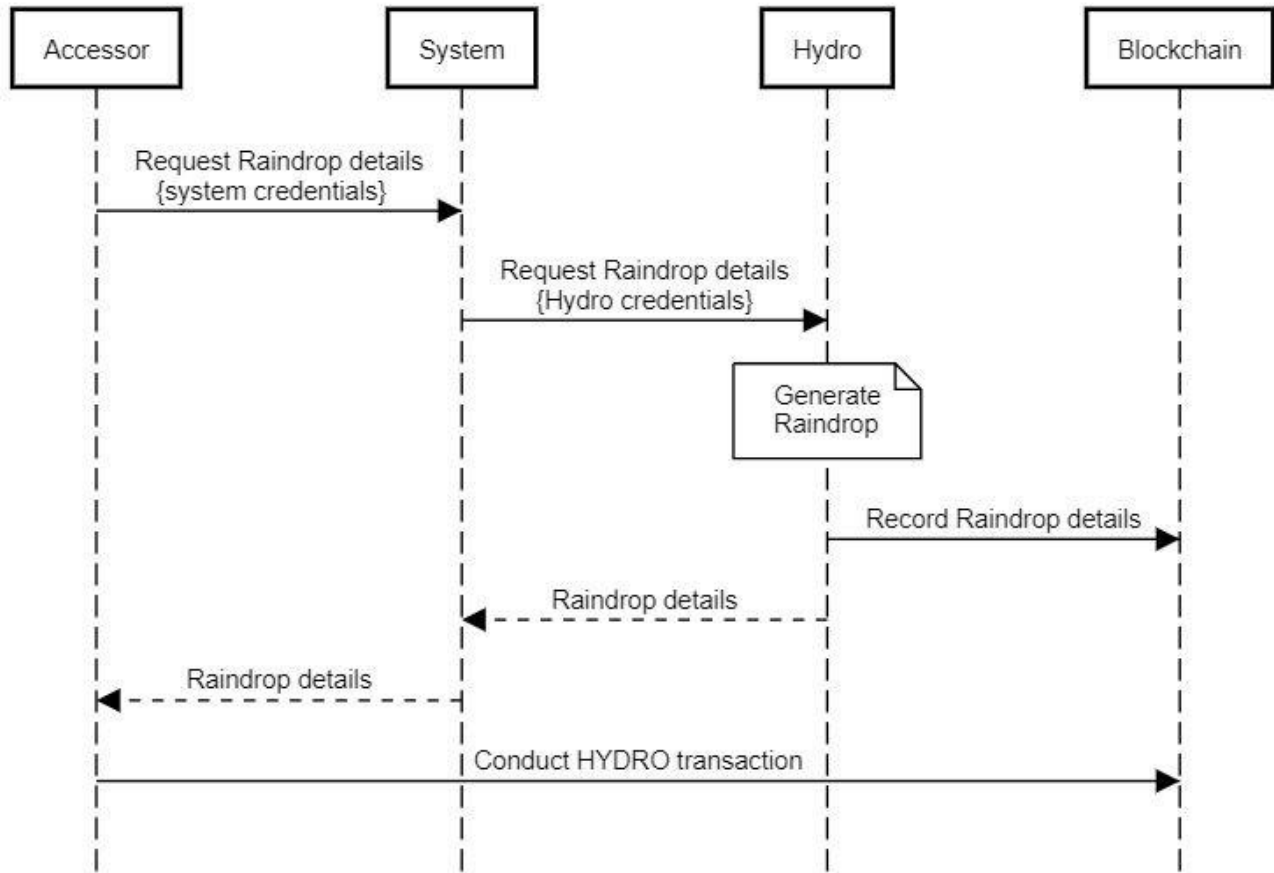 Accessor
System
Hydro
Blockchain
Request Raindrop details
{system credentials}
Request Raindrop details
{Hydro credentials}
Generate
Raindrop
Record Raindrop details
Raindrop details
Raindrop details
Conduct HYDRO transaction